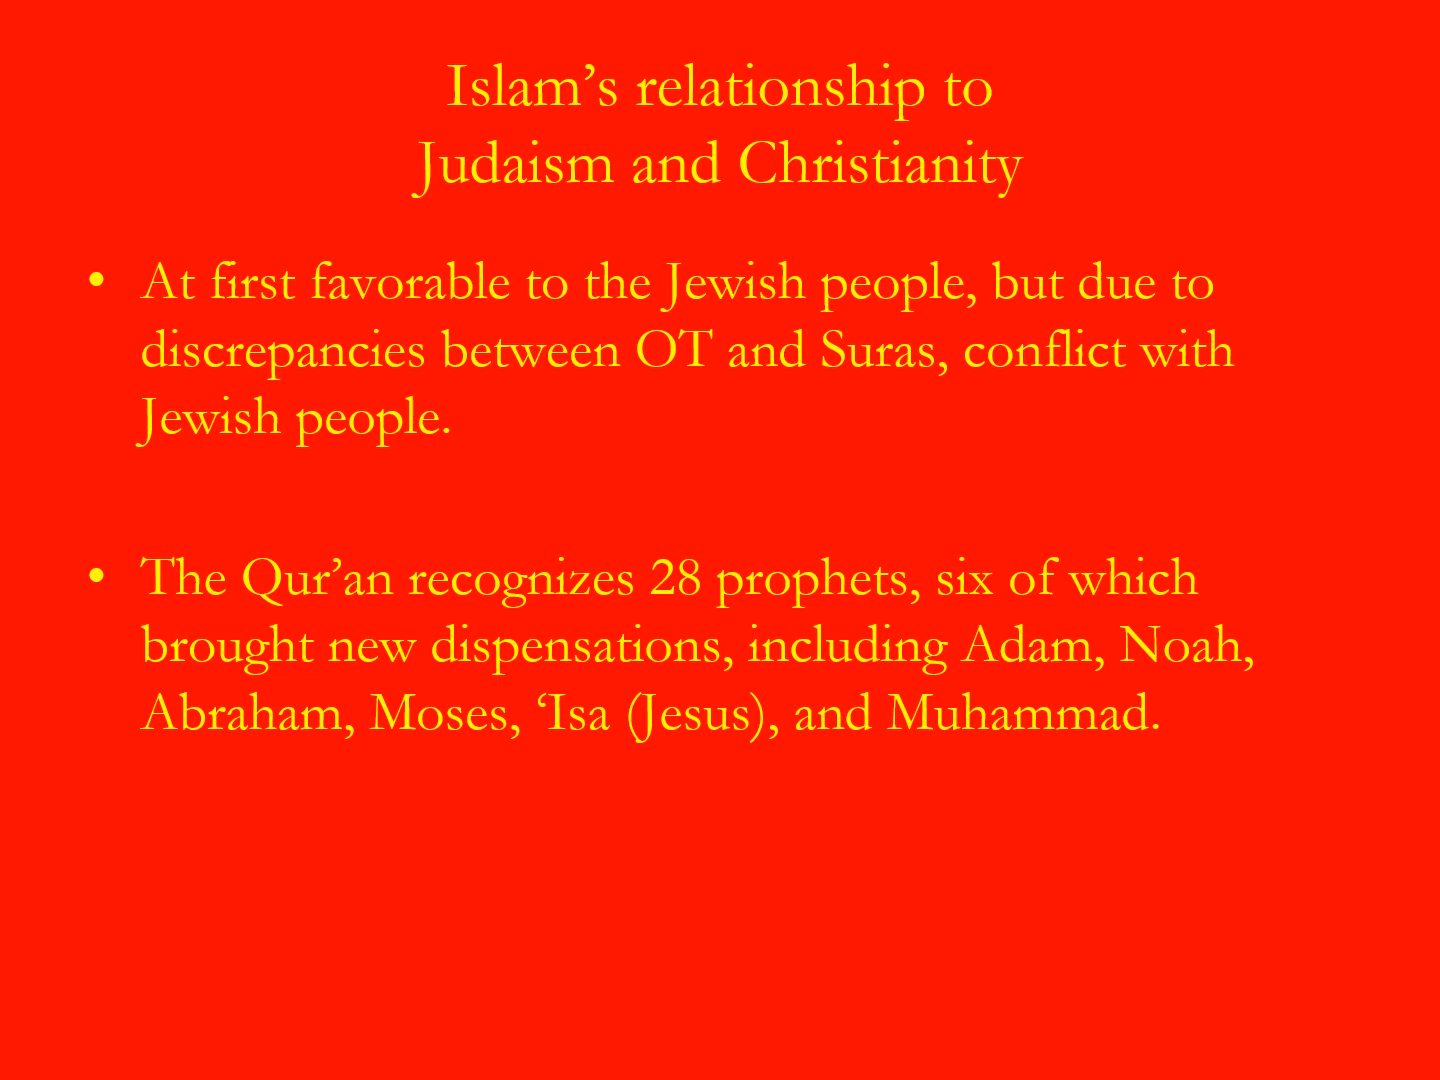 Islam’s relationship to
Judaism and Christianity
• At first favorable to the Jewish people, but due to
discrepancies between OT and Suras, conflict with
Jewish people.
• The Qur’an recognizes 28 prophets, six of which
brought new dispensations, including Adam, Noah,
Abraham, Moses, ‘Isa (Jesus), and Muhammad.